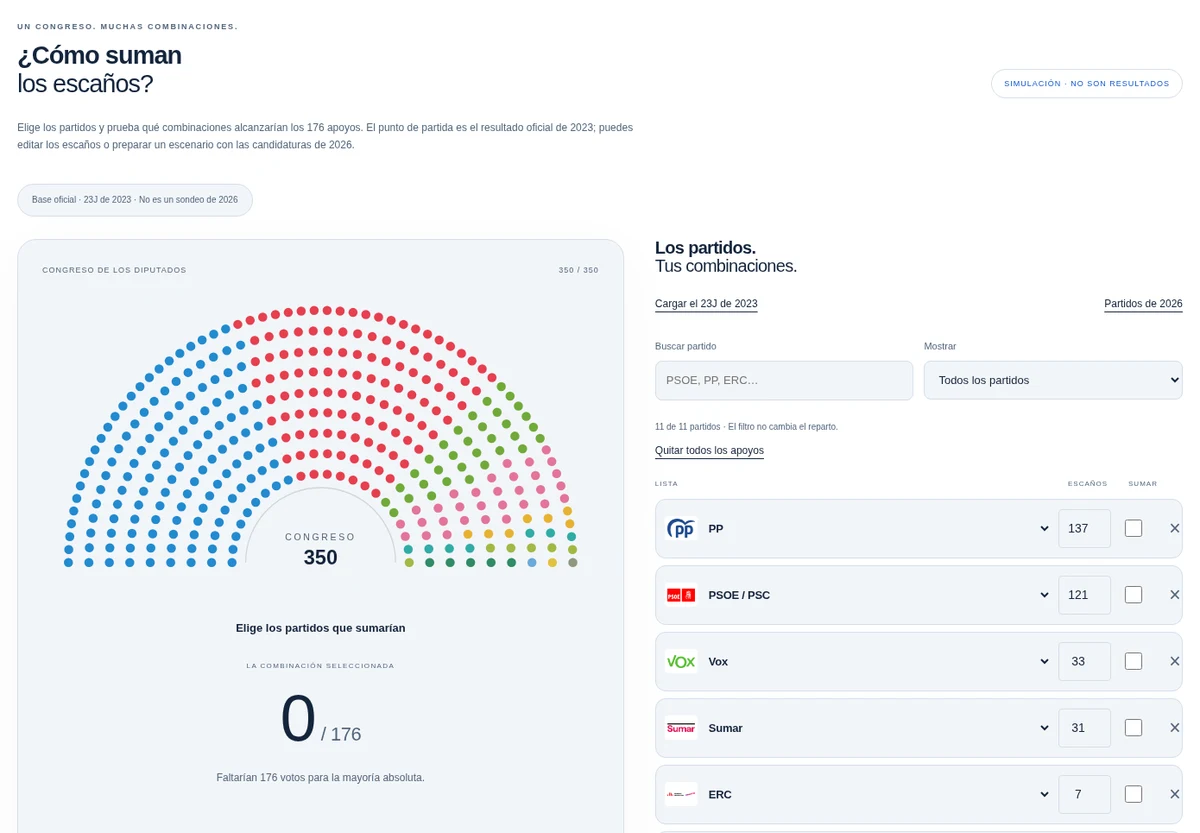 UN CONGRESO. MUCHAS COMBINACIONES.
¿Cómo suman
los escaños?
SIMULACIÓN · NO SON RESULTADOS
Elige los partidos y prueba qué combinaciones alcanzarían los 176 apoyos. El punto de partida es el resultado oficial de 2023; puedes
editar los escaños o preparar un escenario con las candidaturas de 2026.
Base oficial · 23J de 2023 · No es un sondeo de 2026
CONGRESO DE LOS DIPUTADOS
350 / 350
CONGRESO
350
Elige los partidos que sumarían
LA COMBINACIÓN SELECCIONADA
0 / 176
Faltarían 176 votos para la mayoría absoluta.
Los partidos.
Tus combinaciones.
Cargar el 23J de 2023
Partidos de 2026
Buscar partido
Mostrar
PSOE, PP, ERC...
Todos los partidos
11 de 11 partidos · El filtro no cambia el reparto.
Quitar todos los apoyos
LISTA ESCAÑOS SUMAR
PP PP 137
PSOE PSOE / PSC 121
VOX Vox 33
Sumar Sumar 31
ERC 7